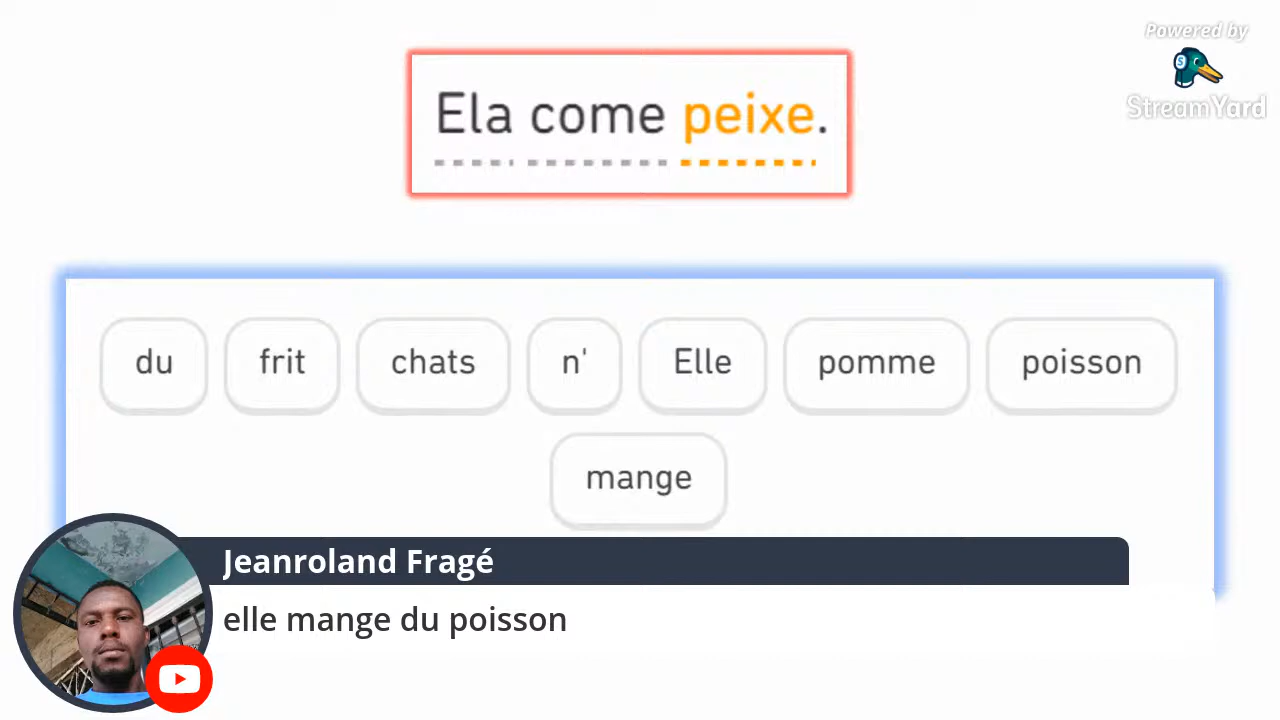 Powered by
StreamYard
Ela come peixe.
du frit chats n' Elle pomme poisson
mange
Jeanroland Fragé
elle mange du poisson